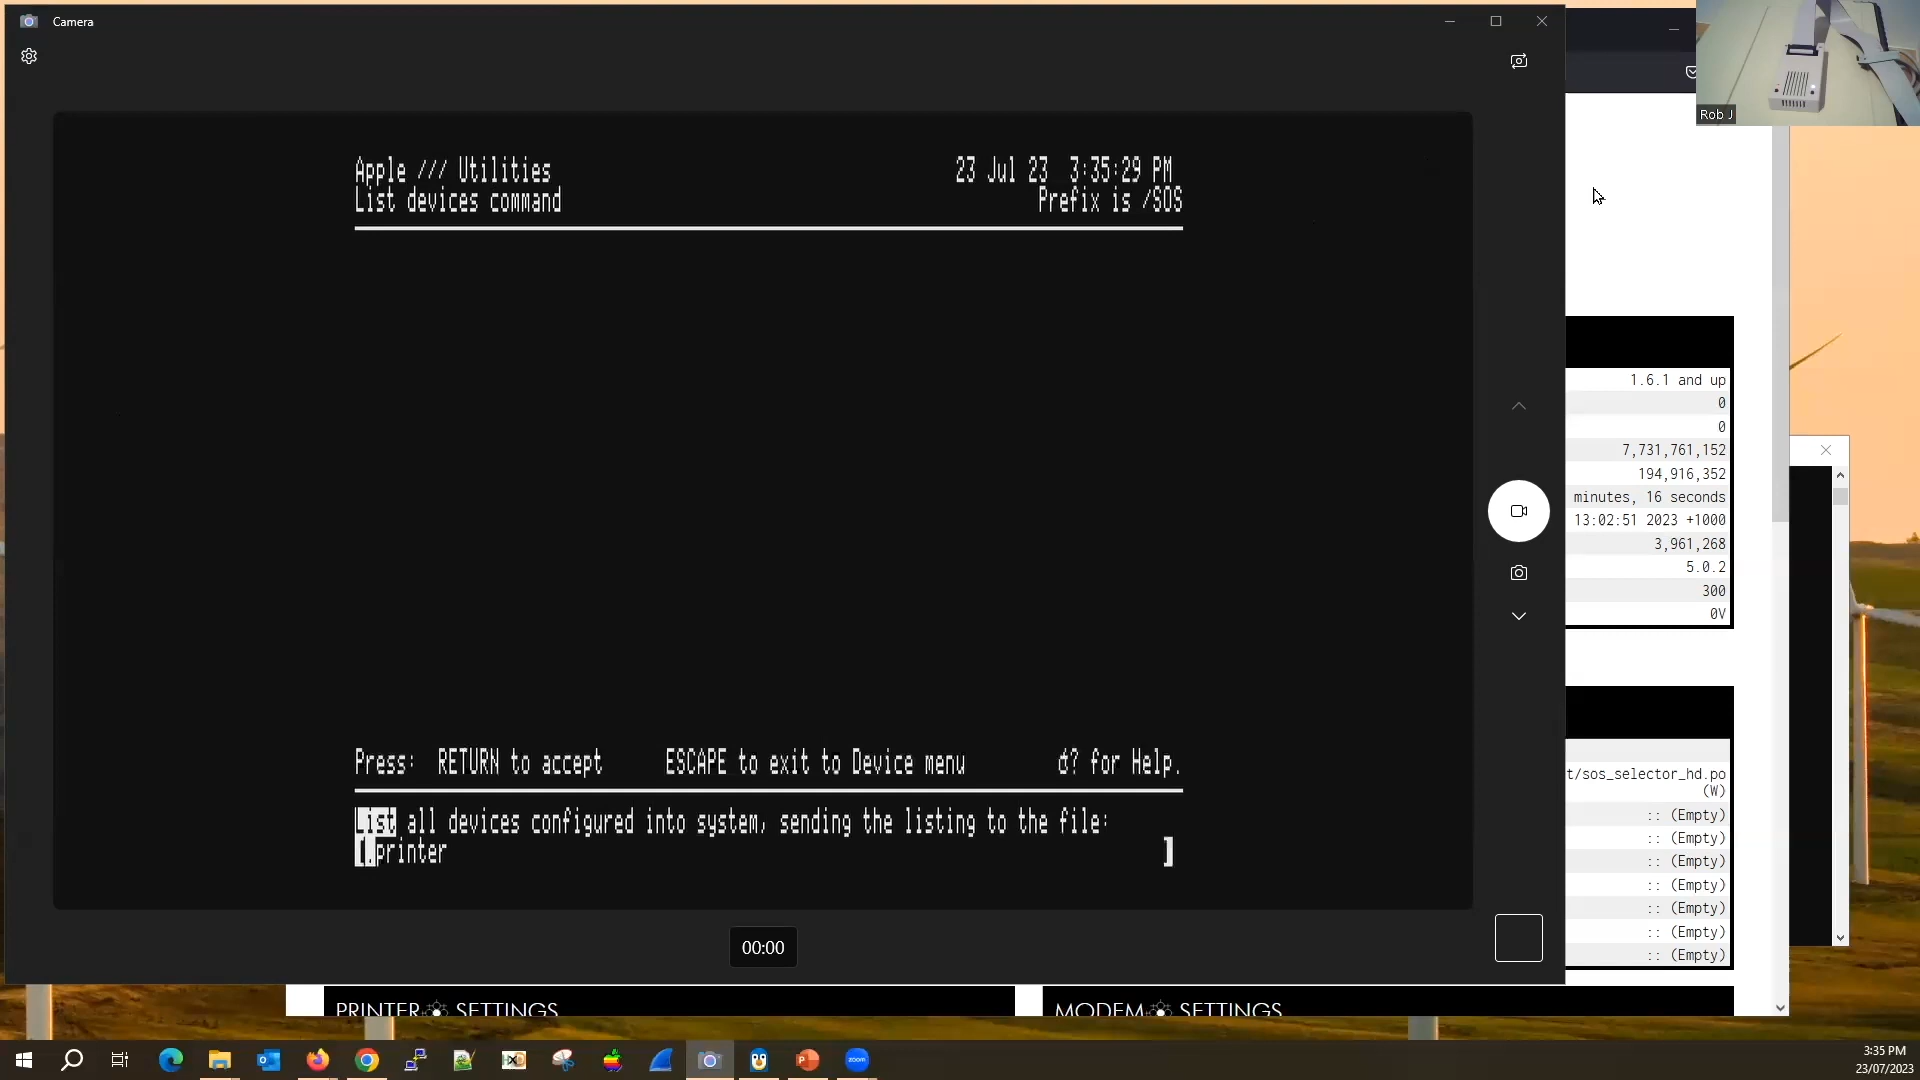 Camera
Rob J
Apple /// Utilities 23 Jul 23 3:35:29 PM
List devices command Prefix is /SOS
Press: RETURN to accept ESCAPE to exit to Device menu ? for Help.
List all devices configured into system, sending the listing to the file:
[.printer ]
00:00
1.6.1 and up
0
0
7,731,761,152
194,916,352
minutes, 16 seconds
13:02:51 2023 +1000
3,961,268
5.0.2
300
0V
t/sos_selector_hd.po
(W)
:: (Empty)
:: (Empty)
:: (Empty)
:: (Empty)
:: (Empty)
:: (Empty)
:: (Empty)
PRINTER SETTINGS MODEM SETTINGS
zoom
3:35 PM
23/07/2023